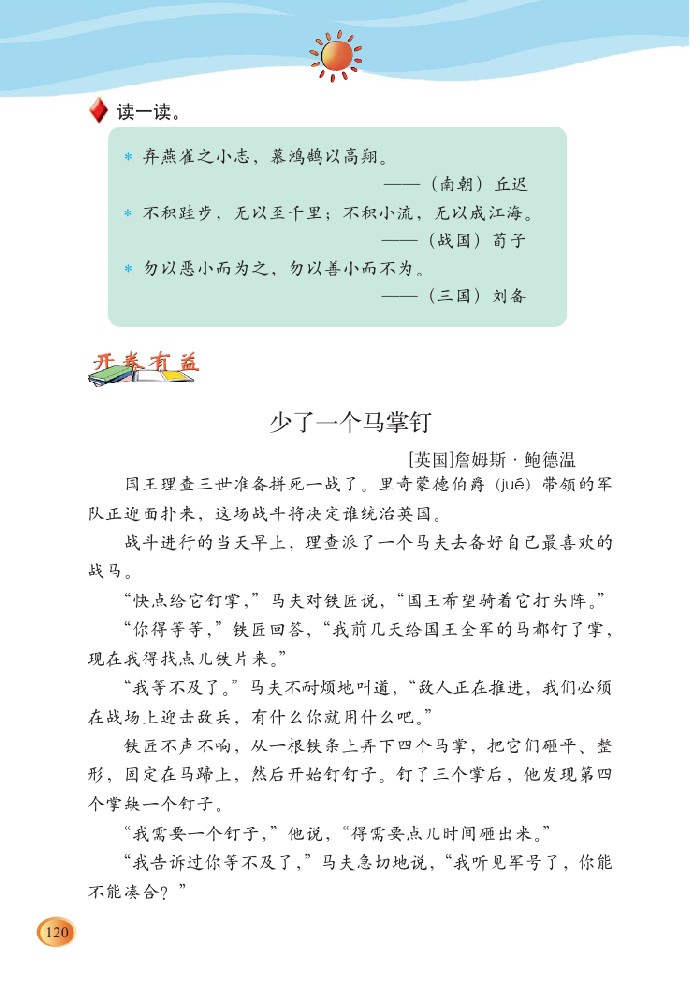 读一读。
* 弃燕雀之小志，慕鸿鹄以高翔。
——（南朝）丘迟
* 不积跬步，无以至千里；不积小流，无以成江海。
——（战国）荀子
* 勿以恶小而为之，勿以善小而不为。
——（三国）刘备
开卷有益
少了一个马掌钉
[英国]詹姆斯·鲍德温
国王理查三世准备拼死一战了。里奇蒙德伯爵（jué）带领的军
队正迎面扑来，这场战斗将决定谁统治英国。
战斗进行的当天早上，理查派了一个马夫去备好自己最喜欢的
战马。
“快点给它钉掌，”马夫对铁匠说，“国王希望骑着它打头阵。”
“你得等等，”铁匠回答，“我前几天给国王全军的马都钉了掌，
现在我得找点儿铁片来。”
“我等不及了。”马夫不耐烦地叫道，“敌人正在推进，我们必须
在战场上迎击敌兵，有什么你就用什么吧。”
铁匠不声不响，从一根铁条上弄下四个马掌，把它们砸平、整
形，固定在马蹄上，然后开始钉钉子。钉了三个掌后，他发现第四
个掌缺一个钉子。
“我需要一个钉子，”他说，“得需要点儿时间砸出来。”
“我告诉过你等不及了，”马夫急切地说，“我听见军号了，你能
不能凑合？”
120